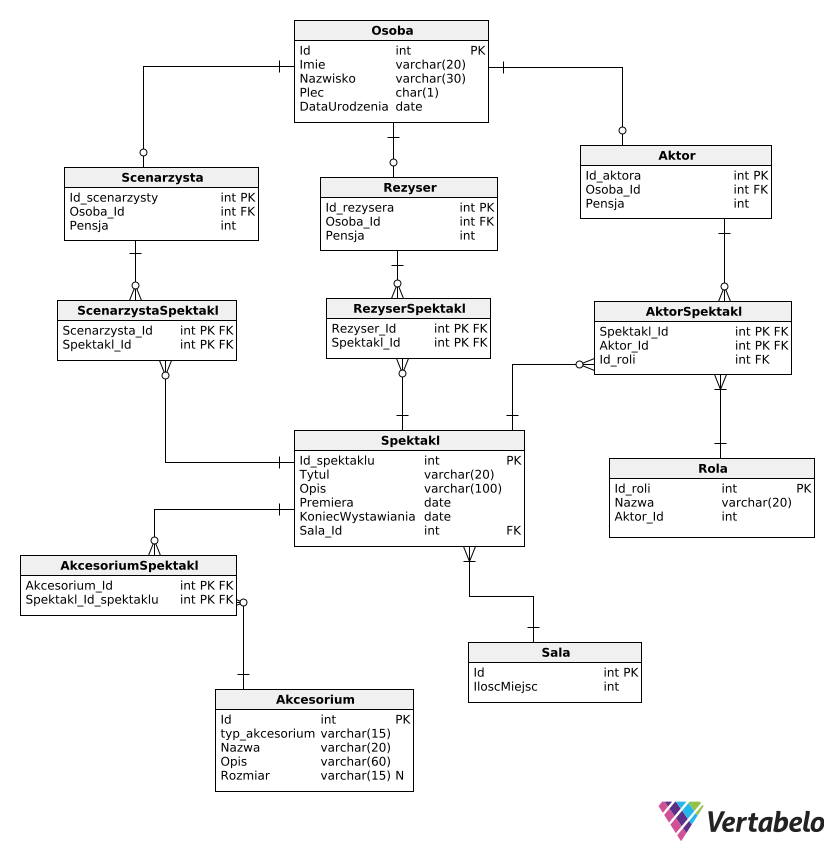 Osoba
Id int PK
Imie varchar(20)
Nazwisko varchar(30)
Plec char(1)
DataUrodzenia date
Scenarzysta
Id_scenarzysty int PK
Osoba_Id int FK
Pensja int
Rezyser
Id_rezysera int PK
Osoba_Id int FK
Pensja int
Aktor
Id_aktora int PK
Osoba_Id int FK
Pensja int
ScenarzystaSpektakl
Scenarzysta_Id int PK FK
Spektakl_Id int PK FK
RezyserSpektakl
Rezyser_Id int PK FK
Spektakl_Id int PK FK
AktorSpektakl
Spektakl_Id int PK FK
Aktor_Id int PK FK
Id_roli int FK
Spektakl
Id_spektaklu int PK
Tytul varchar(20)
Opis varchar(100)
Premiera date
KoniecWystawiania date
Sala_Id int FK
Rola
Id_roli int PK
Nazwa varchar(20)
Aktor_Id int
AkcesoriumSpektakl
Akcesorium_Id int PK FK
Spektakl_Id_spektaklu int PK FK
Sala
Id int PK
IloscMiejsc int
Akcesorium
Id int PK
typ_akcesorium varchar(15)
Nazwa varchar(20)
Opis varchar(60)
Rozmiar varchar(15) N
Vertabelo